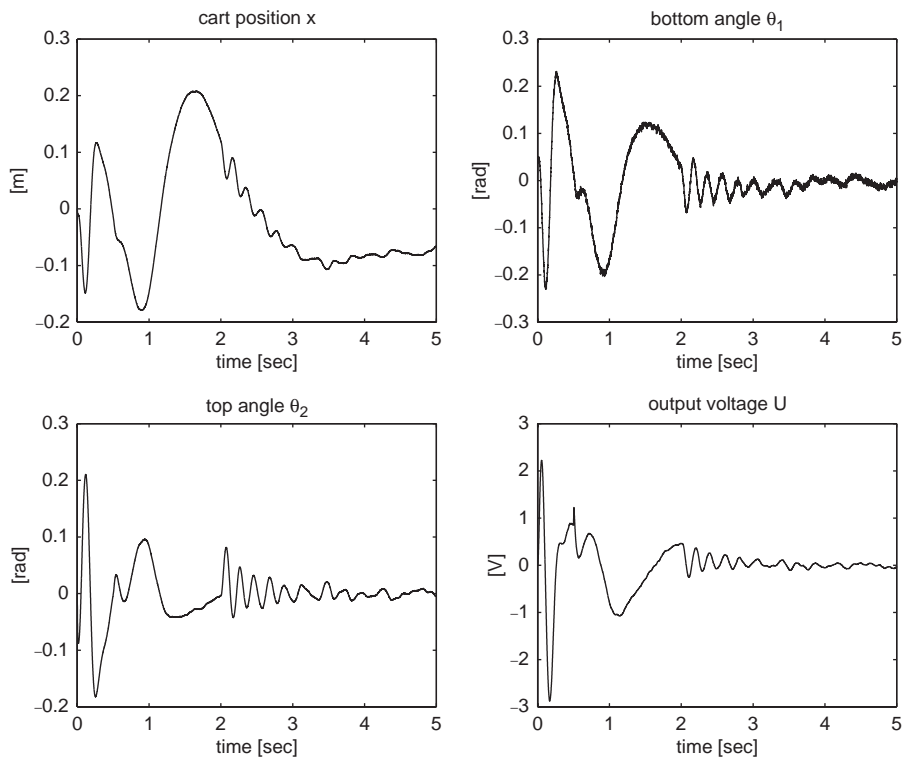 cart position x
0.3
0.2
0.1
0
−0.1
−0.2
[m]
0 1 2 3 4 5
time [sec]
bottom angle θ1
0.3
0.2
0.1
0
−0.1
−0.2
−0.3
[rad]
0 1 2 3 4 5
time [sec]
top angle θ2
0.3
0.2
0.1
0
−0.1
−0.2
[rad]
0 1 2 3 4 5
time [sec]
output voltage U
3
2
1
0
−1
−2
−3
[V]
0 1 2 3 4 5
time [sec]